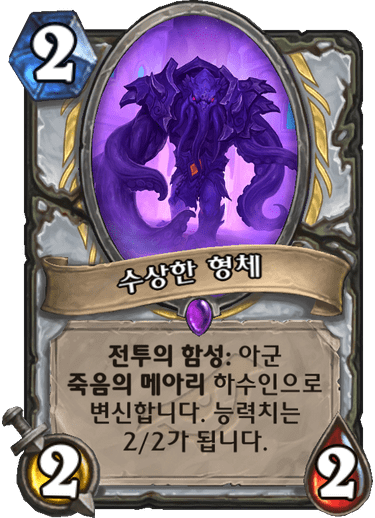 2
수상한 형체
전투의 함성: 아군
죽음의 메아리 하수인으로
변신합니다. 능력치는
2/2가 됩니다.
2 2